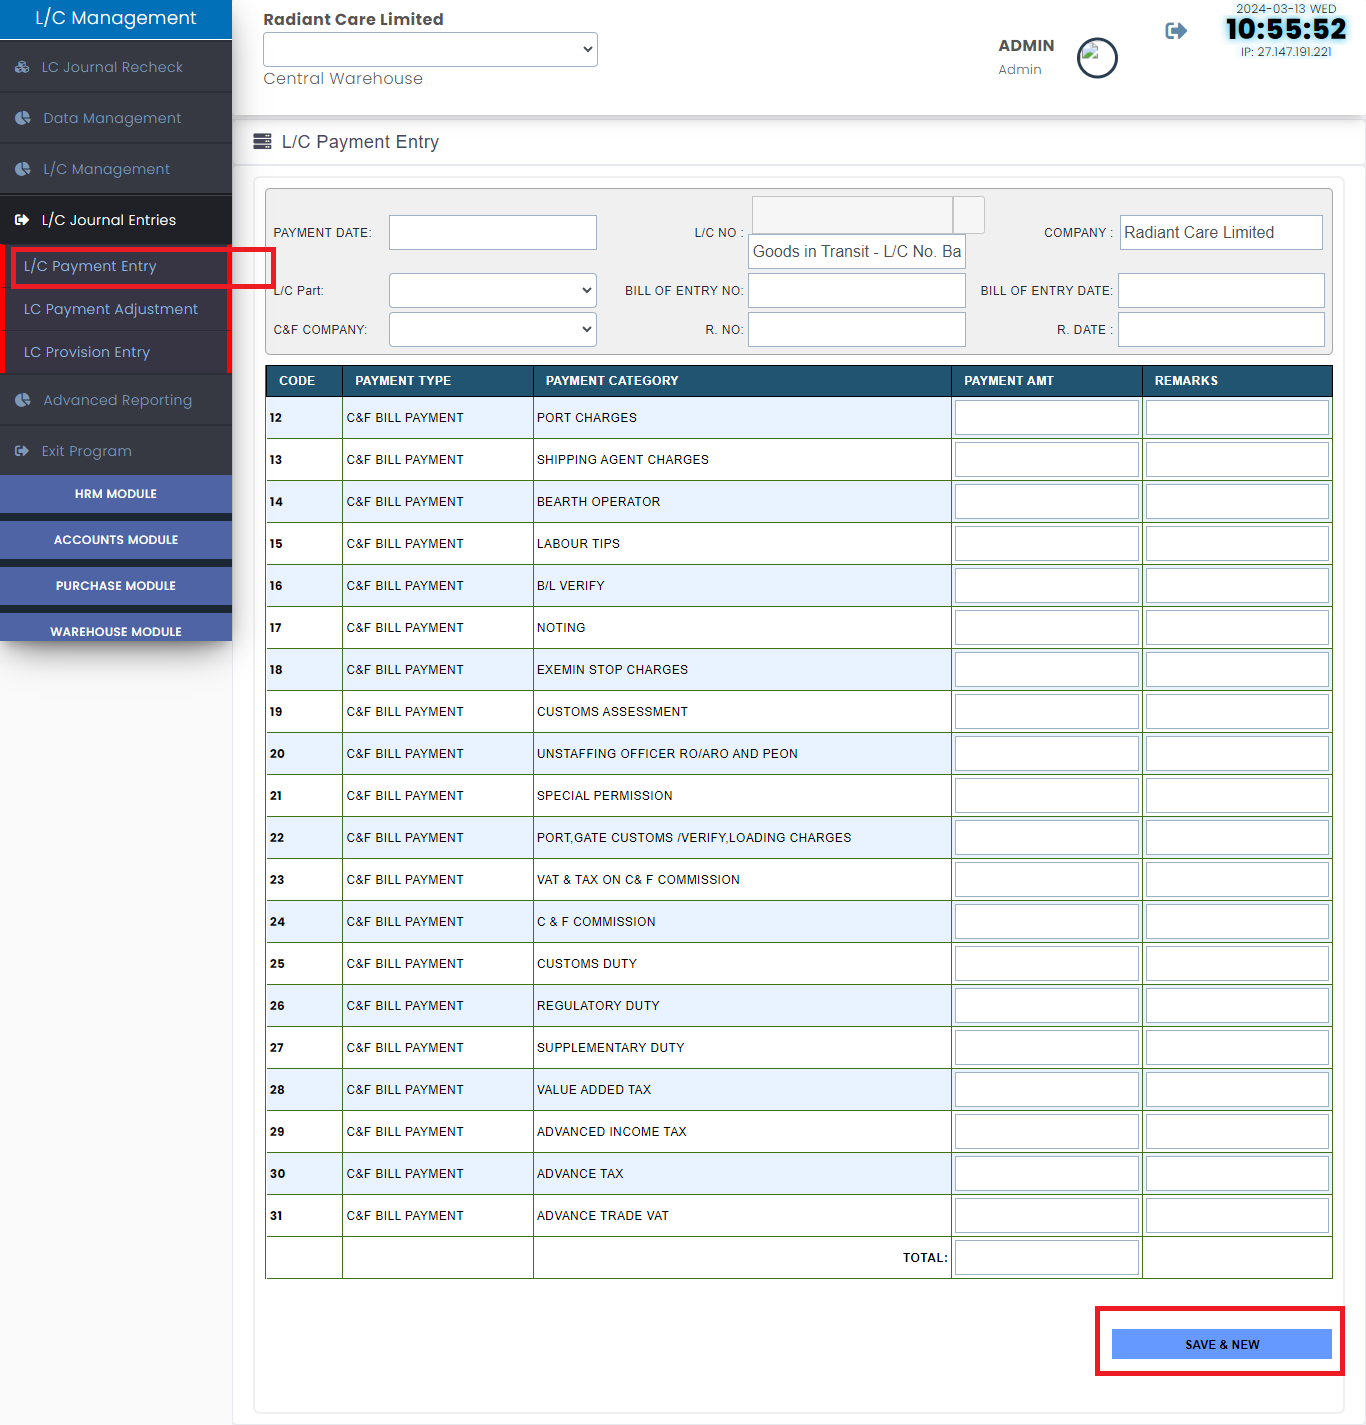 L/C Management
LC Journal Recheck
Data Management
L/C Management
L/C Journal Entries
L/C Payment Entry
LC Payment Adjustment
LC Provision Entry
Advanced Reporting
Exit Program
HRM MODULE
ACCOUNTS MODULE
PURCHASE MODULE
WAREHOUSE MODULE
Radiant Care Limited
Central Warehouse
ADMIN
Admin
2024-03-13 WED
10:55:52
IP: 27.147.191.221
L/C Payment Entry
PAYMENT DATE: L/C NO : COMPANY : Radiant Care Limited
Goods in Transit - L/C No. Ba
L/C Part: BILL OF ENTRY NO: BILL OF ENTRY DATE:
C&F COMPANY: R. NO: R. DATE :
CODE PAYMENT TYPE PAYMENT CATEGORY PAYMENT AMT REMARKS
12 C&F BILL PAYMENT PORT CHARGES
13 C&F BILL PAYMENT SHIPPING AGENT CHARGES
14 C&F BILL PAYMENT BEARTH OPERATOR
15 C&F BILL PAYMENT LABOUR TIPS
16 C&F BILL PAYMENT B/L VERIFY
17 C&F BILL PAYMENT NOTING
18 C&F BILL PAYMENT EXEMIN STOP CHARGES
19 C&F BILL PAYMENT CUSTOMS ASSESSMENT
20 C&F BILL PAYMENT UNSTAFFING OFFICER RO/ARO AND PEON
21 C&F BILL PAYMENT SPECIAL PERMISSION
22 C&F BILL PAYMENT PORT,GATE CUSTOMS /VERIFY,LOADING CHARGES
23 C&F BILL PAYMENT VAT & TAX ON C& F COMMISSION
24 C&F BILL PAYMENT C & F COMMISSION
25 C&F BILL PAYMENT CUSTOMS DUTY
26 C&F BILL PAYMENT REGULATORY DUTY
27 C&F BILL PAYMENT SUPPLEMENTARY DUTY
28 C&F BILL PAYMENT VALUE ADDED TAX
29 C&F BILL PAYMENT ADVANCED INCOME TAX
30 C&F BILL PAYMENT ADVANCE TAX
31 C&F BILL PAYMENT ADVANCE TRADE VAT
TOTAL:
SAVE & NEW